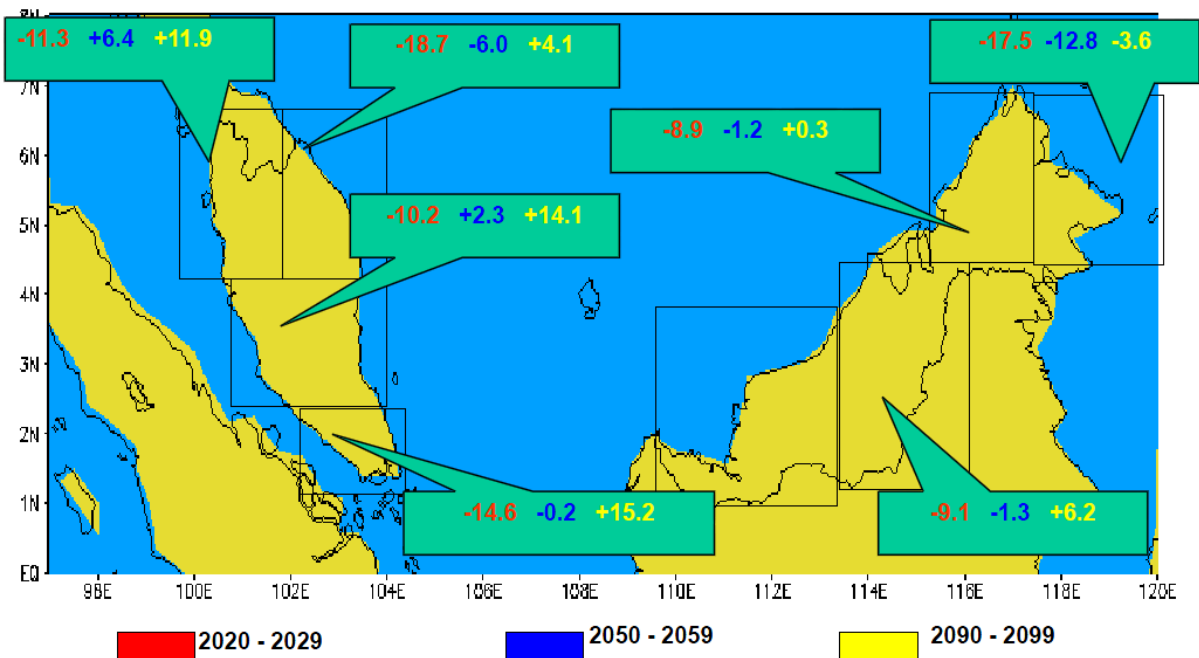 8N
-11.3 +6.4 +11.9
-18.7 -6.0 +4.1
-17.5 -12.8 -3.6
7N
-8.9 -1.2 +0.3
6N
-10.2 +2.3 +14.1
5N
4N
3N
2N
1N
-14.6 -0.2 +15.2
-9.1 -1.3 +6.2
EQ
98E 100E 102E 104E 106E 108E 110E 112E 114E 116E 118E 120E
2020 - 2029 2050 - 2059 2090 - 2099